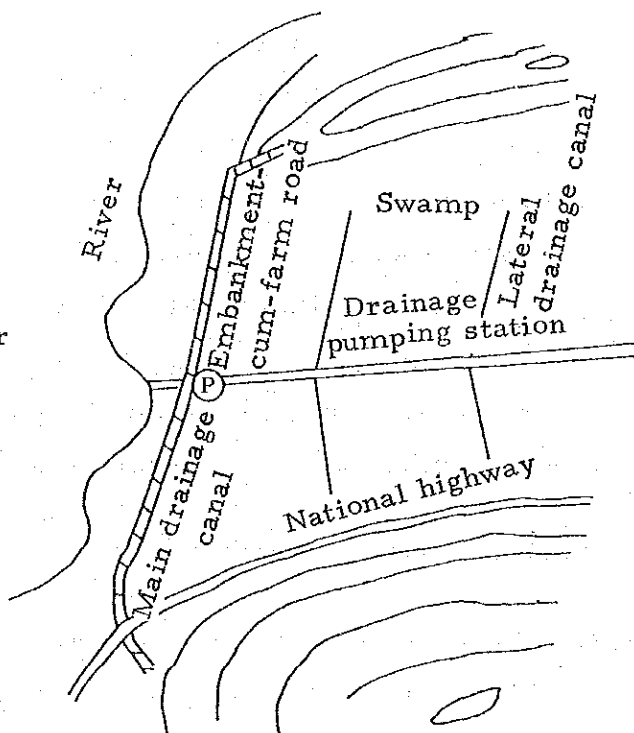 River
Embankment-
cum-farm road
Swamp
Lateral
drainage canal
Drainage
pumping station
r
P
Main drainage
canal
National highway